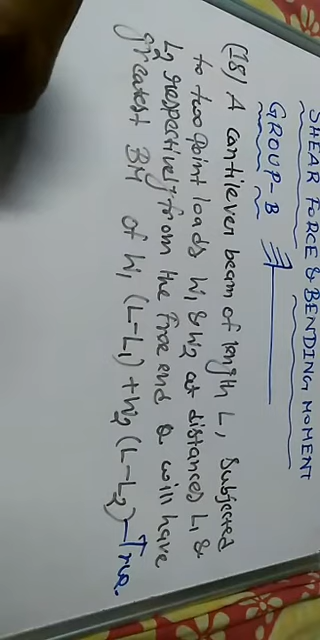 SHEAR FORCE & BENDING MOMENT
GROUP-B
(18) A cantilever beam of length L, subjected
to two point loads W1 & W2 at distances L1 &
L2 respectively from the free end & will have
greatest BM of W1 (L-L1) + W2 (L-L2) - True.